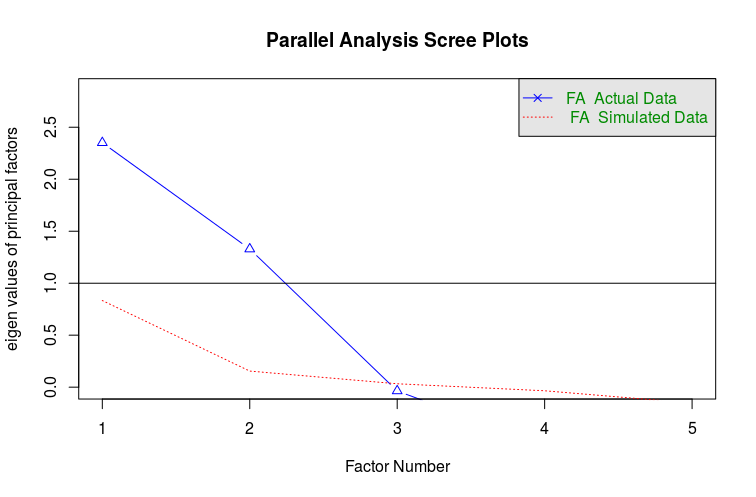 Parallel Analysis Scree Plots
FA  Actual Data
FA  Simulated Data
eigen values of principal factors
2.5
2.0
1.5
1.0
0.5
0.0
1 2 3 4 5
Factor Number